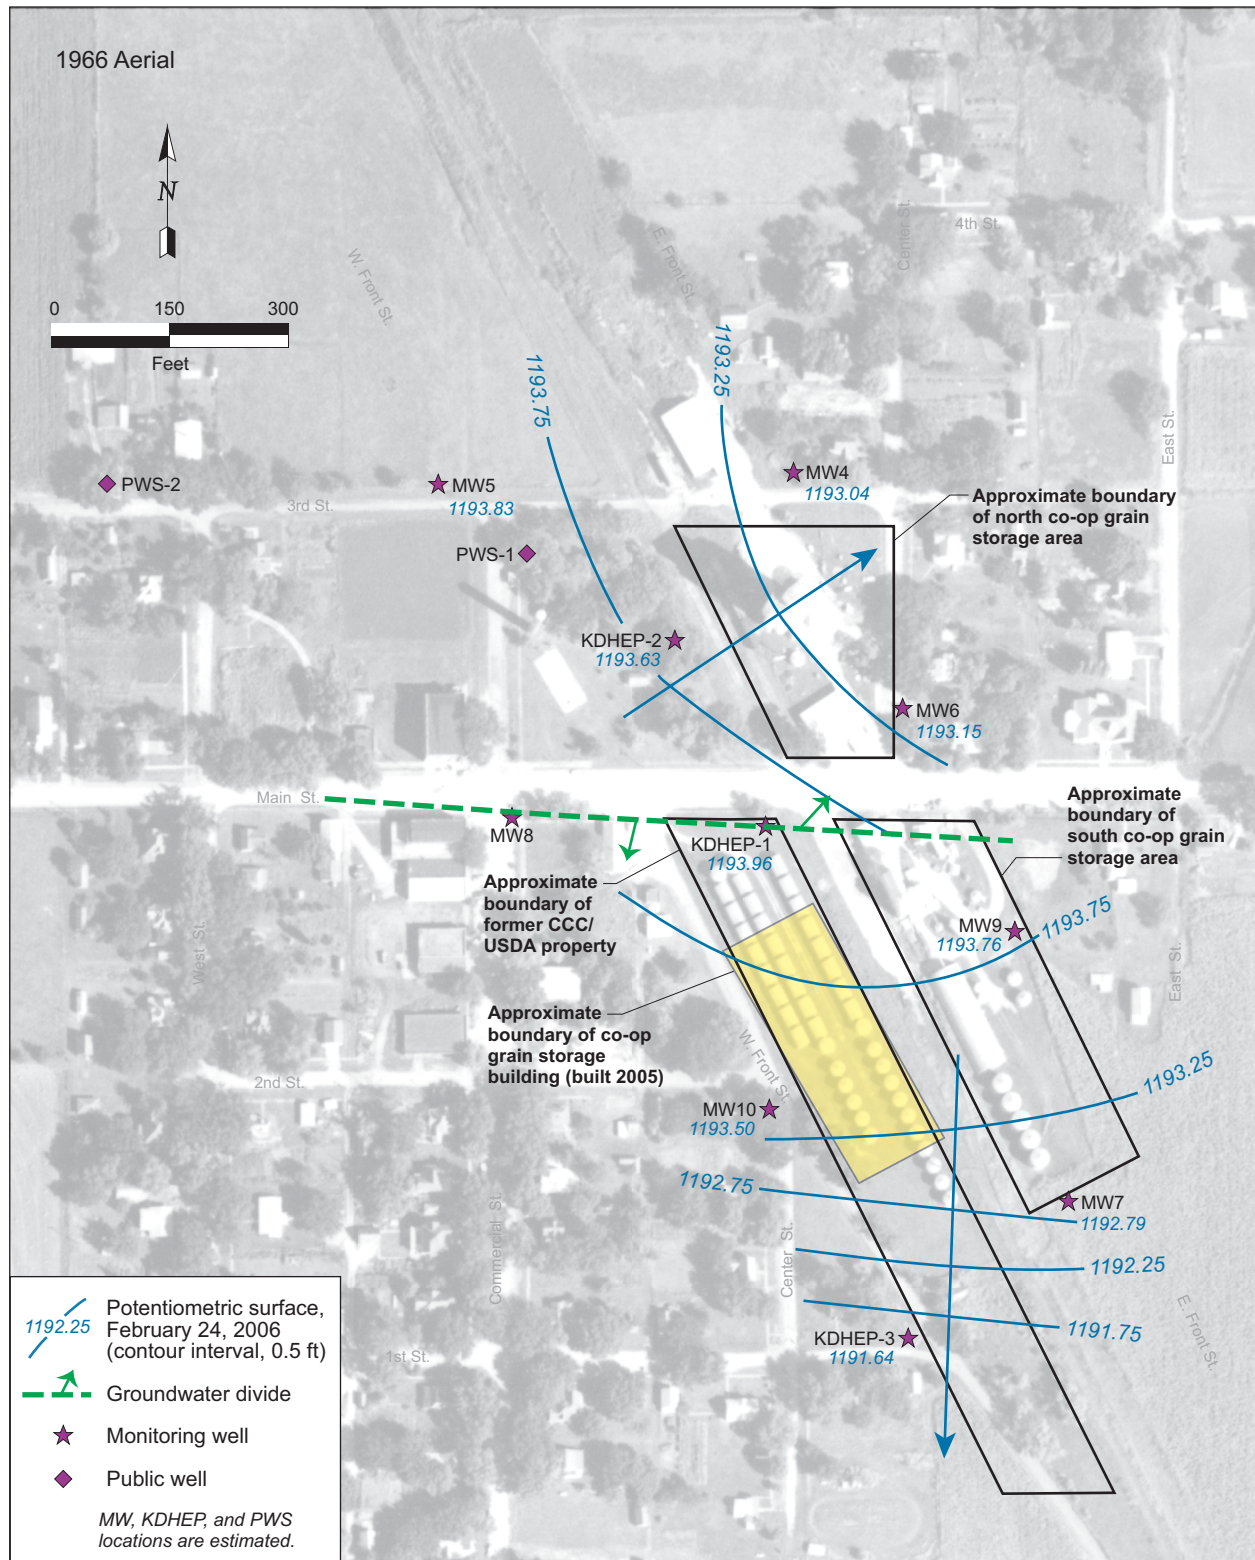 1966 Aerial
N
0 150 300
Feet
W. Front St.
E. Front St.
Center St.
4th St.
1193.75
1193.25
East St.
PWS-2
MW5
1193.83
3rd St.
MW4
1193.04
Approximate boundary
of north co-op grain
storage area
PWS-1
KDHEP-2
1193.63
MW6
1193.15
Main St.
MW8
KDHEP-1
1193.96
Approximate
boundary of
south co-op grain
storage area
Approximate
boundary of
former CCC/
USDA property
MW9
1193.76
1193.75
West St.
East St.
Approximate
boundary of co-op
grain storage
building (built 2005)
W. Front St.
2nd St.
MW10
1193.50
1193.25
1192.75
MW7
1192.79
Commercial St.
Center St.
1192.25
1191.75
E. Front St.
KDHEP-3
1191.64
1st St.
1192.25
Potentiometric surface,
February 24, 2006
(contour interval, 0.5 ft)
Groundwater divide
Monitoring well
Public well
MW, KDHEP, and PWS
locations are estimated.